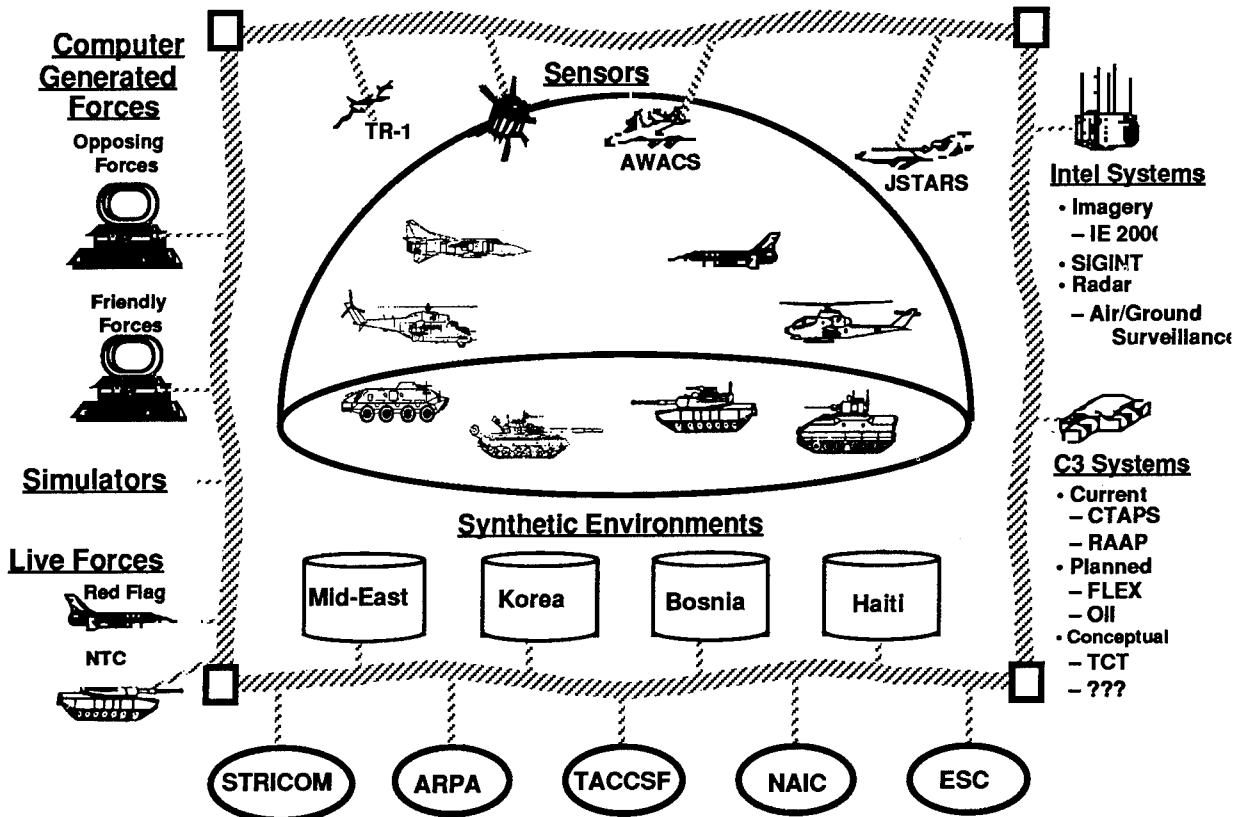 Computer
Generated
Forces
Opposing
Forces
Friendly
Forces
Simulators
Live Forces
Red Flag
NTC
Sensors
TR-1
AWACS
JSTARS
Synthetic Environments
Mid-East
Korea
Bosnia
Haiti
Intel Systems
• Imagery
– IE
• SIGINT
• Radar
– Air/Ground
Surveillance
C3 Systems
• Current
– CTAPS
– RAAP
• Planned
– FLEX
– OII
• Conceptual
– TCT
– ???
STRICOM
ARPA
TACCSF
NAIC
ESC